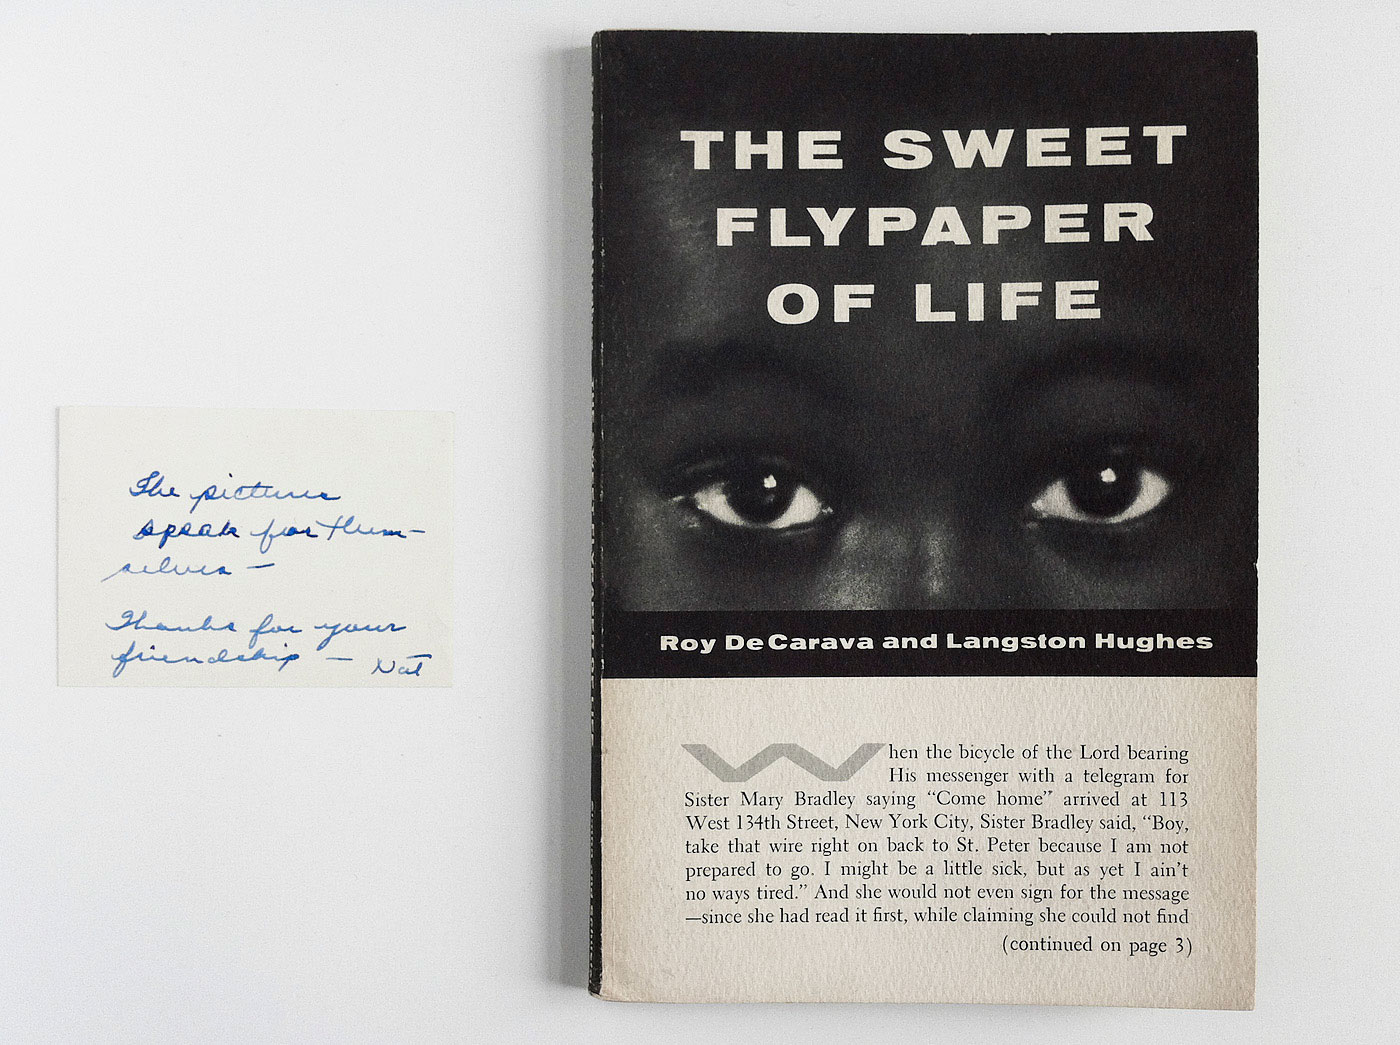 The pictures
speak for them-
selves —
Thanks for your
friendship — Nat
THE SWEET
FLYPAPER
OF LIFE
Roy DeCarava and Langston Hughes
When the bicycle of the Lord bearing
His messenger with a telegram for
Sister Mary Bradley saying “Come home” arrived at 113
West 134th Street, New York City, Sister Bradley said, “Boy,
take that wire right on back to St. Peter because I am not
prepared to go. I might be a little sick, but as yet I ain’t
no ways tired.” And she would not even sign for the message
—since she had read it first, while claiming she could not find
(continued on page 3)